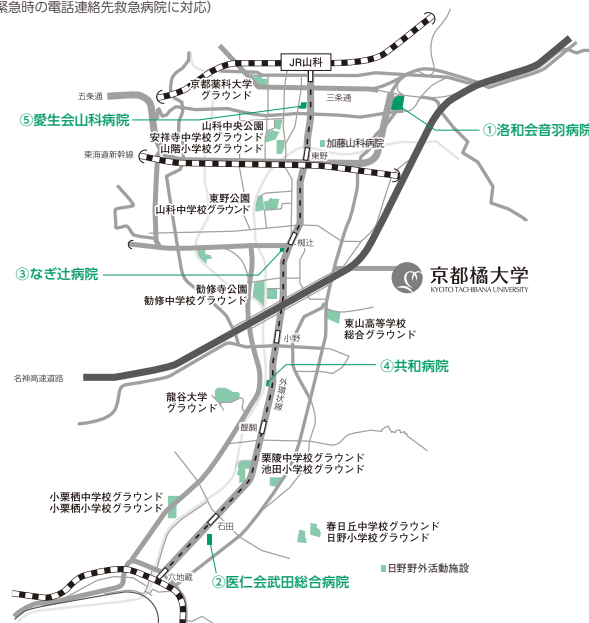 緊急時の電話連絡先救急病院に対応)
JR山科
京都薬科大学
グラウンド
五条通
三条通
⑤愛生会山科病院
①洛和会音羽病院
山科中央公園
安祥寺中学校グラウンド
山階小学校グラウンド
加藤山科病院
東海道新幹線
東野
東野公園
山科中学校グラウンド
椥辻
③なぎ辻病院
京都橘大学
KYOTO TACHIBANA UNIVERSITY
勧修寺公園
勧修中学校グラウンド
東山高等学校
総合グラウンド
小野
④共和病院
名神高速道路
外環状線
龍谷大学
グラウンド
醍醐
栗陵中学校グラウンド
池田小学校グラウンド
小栗栖中学校グラウンド
小栗栖小学校グラウンド
石田
春日丘中学校グラウンド
日野小学校グラウンド
日野野外活動施設
六地蔵
②医仁会武田総合病院